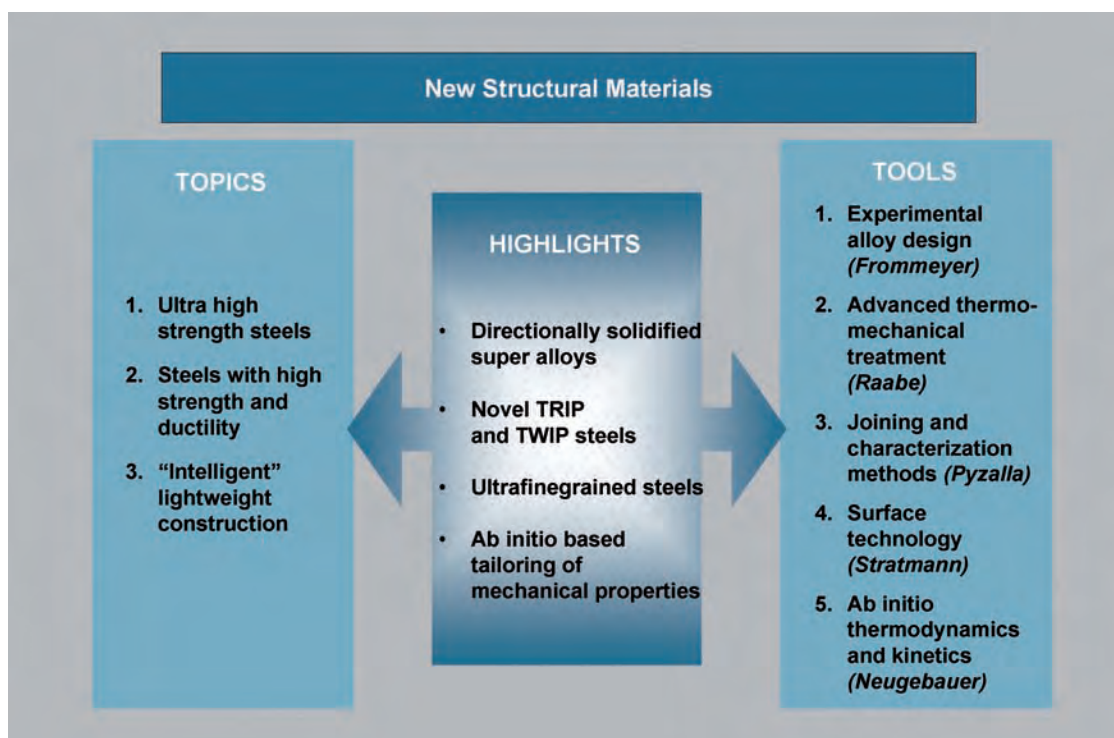 New Structural Materials
TOPICS
1. Ultra high
strength steels
2. Steels with high
strength and
ductility
3. “Intelligent”
lightweight
construction
HIGHLIGHTS
• Directionally solidified
super alloys
• Novel TRIP
and TWIP steels
• Ultrafinegrained steels
• Ab initio based
tailoring of
mechanical properties
TOOLS
1. Experimental
alloy design
(Frommeyer)
2. Advanced thermo-
mechanical
treatment
(Raabe)
3. Joining and
characterization
methods (Pyzalla)
4. Surface
technology
(Stratmann)
5. Ab initio
thermodynamics
and kinetics
(Neugebauer)